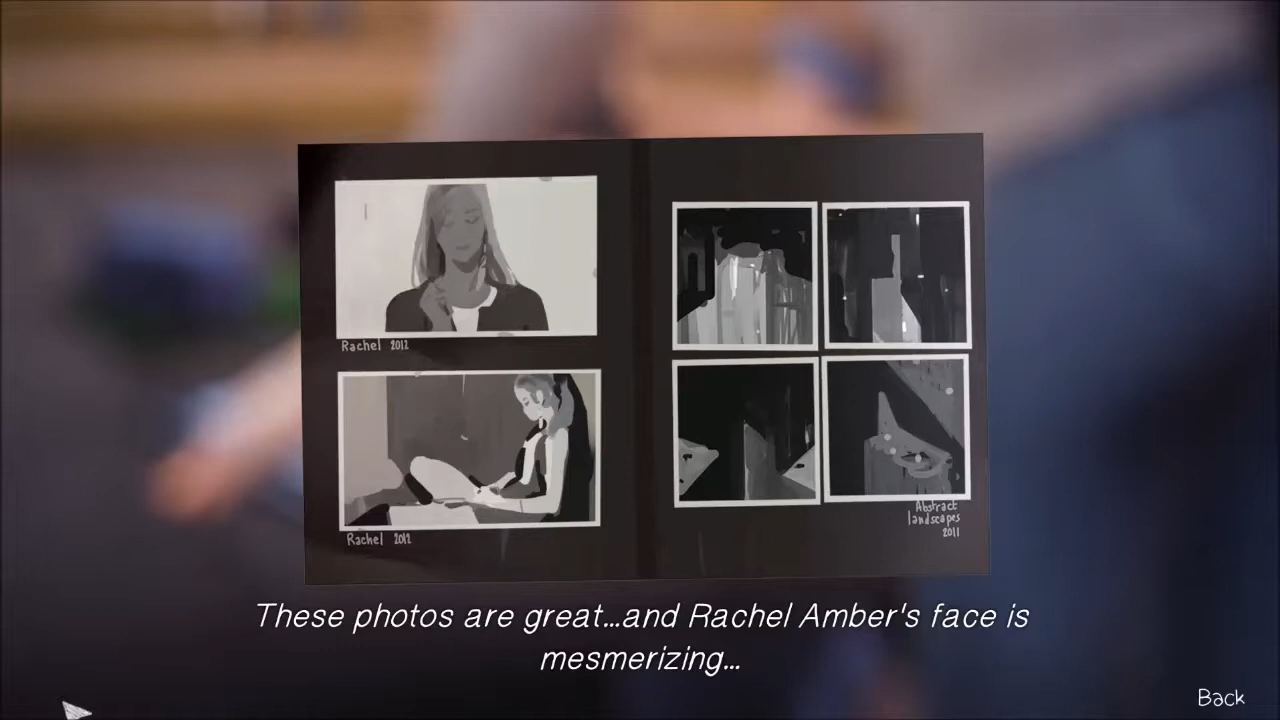 Rachel 2012
Rachel 2012
Abstract
landscapes
2011
These photos are great...and Rachel Amber's face is
mesmerizing...
Back